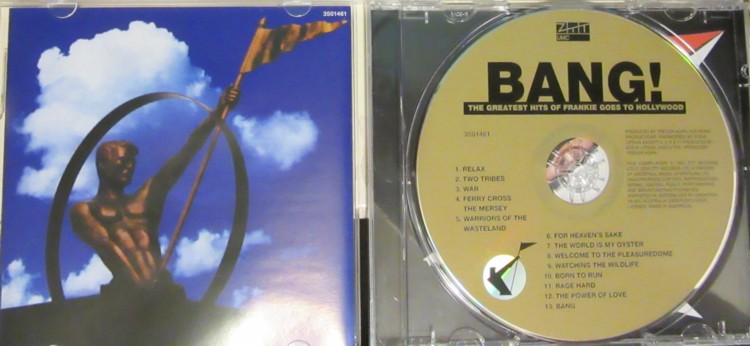 3501461
ZTT
UMC
BANG!
THE GREATEST HITS OF FRANKIE GOES TO HOLLYWOOD
3501461
1. RELAX
2. TWO TRIBES
3. WAR
4. FERRY CROSS
THE MERSEY
5. WARRIORS OF THE
WASTELAND
6. FOR HEAVEN'S SAKE
7. THE WORLD IS MY OYSTER
8. WELCOME TO THE PLEASUREDOME
9. WATCHING THE WILDLIFE
10. BORN TO RUN
11. RAGE HARD
12. THE POWER OF LOVE
13. BANG